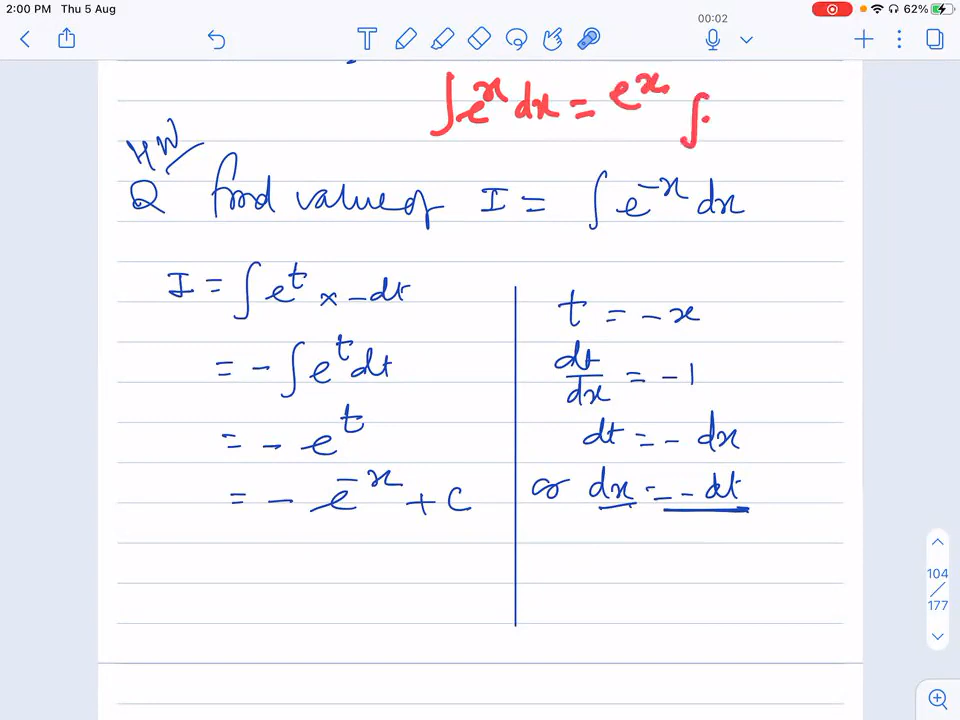 2:00 PM Thu 5 Aug
62%
00:02
T
∫e^x dx = e^x ∫
HW
Q find value of I = ∫ e^-x dx
I = ∫ e^t x - dt
= - ∫ e^t dt
= - e^t
= - e^-x + c
t = - x
dt/dx = - 1
dt = - dx
or dx = - dt
104
/
177